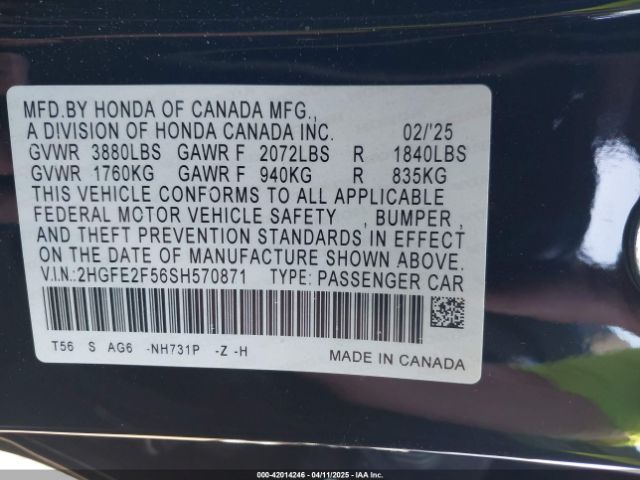 MFD.BY HONDA OF CANADA MFG.,
A DIVISION OF HONDA CANADA INC. 02/'25
GVWR 3880LBS GAWR F 2072LBS R 1840LBS
GVWR 1760KG GAWR F 940KG R 835KG
THIS VEHICLE CONFORMS TO ALL APPLICABLE
FEDERAL MOTOR VEHICLE SAFETY , BUMPER ,
AND THEFT PREVENTION STANDARDS IN EFFECT
ON THE DATE OF MANUFACTURE SHOWN ABOVE.
V.I.N.:2HGFE2F56SH570871 TYPE: PASSENGER CAR
T56 S AG6 -NH731P -Z -H
MADE IN CANADA
000-42014246 - 04/11/2025 - IAA Inc.